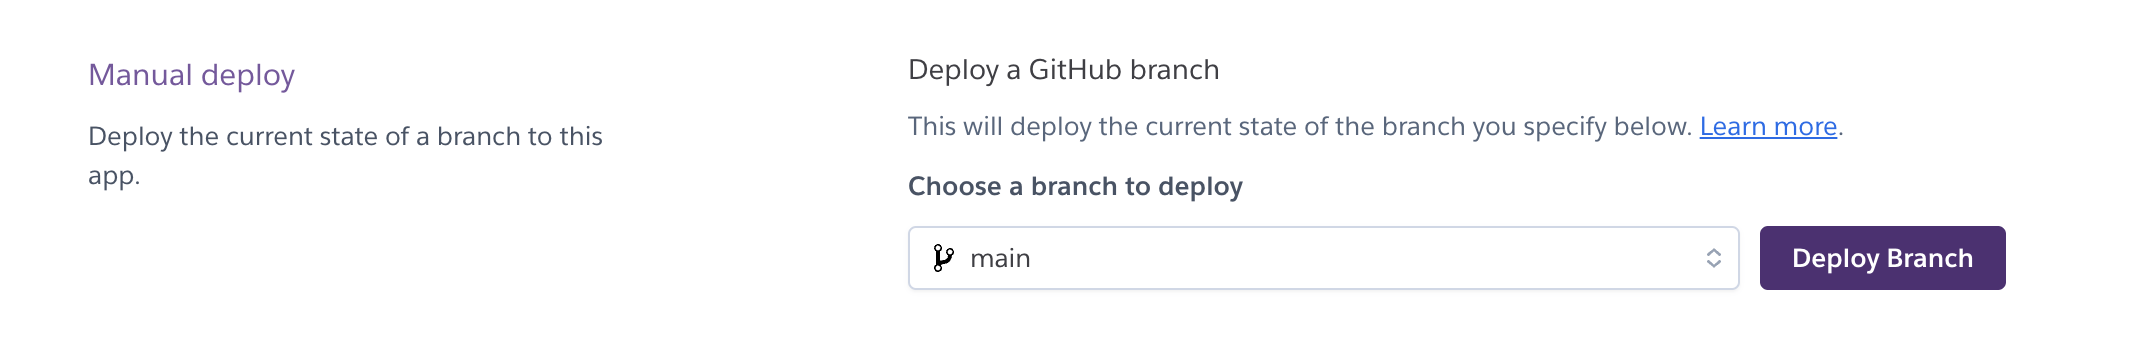 Manual deploy
Deploy the current state of a branch to this
app.
Deploy a GitHub branch
This will deploy the current state of the branch you specify below. Learn more.
Choose a branch to deploy
main
Deploy Branch